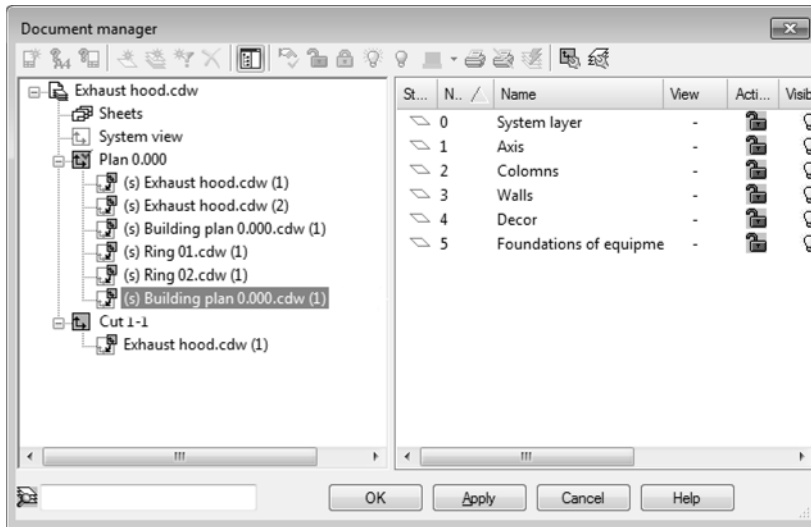 Document manager
A4
Exhaust hood.cdw
Sheets
System view
Plan 0.000
(s) Exhaust hood.cdw (1)
(s) Exhaust hood.cdw (2)
(s) Building plan 0.000.cdw (1)
(s) Ring 01.cdw (1)
(s) Ring 02.cdw (1)
(s) Building plan 0.000.cdw (1)
Cut 1-1
Exhaust hood.cdw (1)
St... N.. Name View Acti... Visib
0 System layer -
1 Axis -
2 Colomns -
3 Walls -
4 Decor -
5 Foundations of equipme -
OK Apply Cancel Help